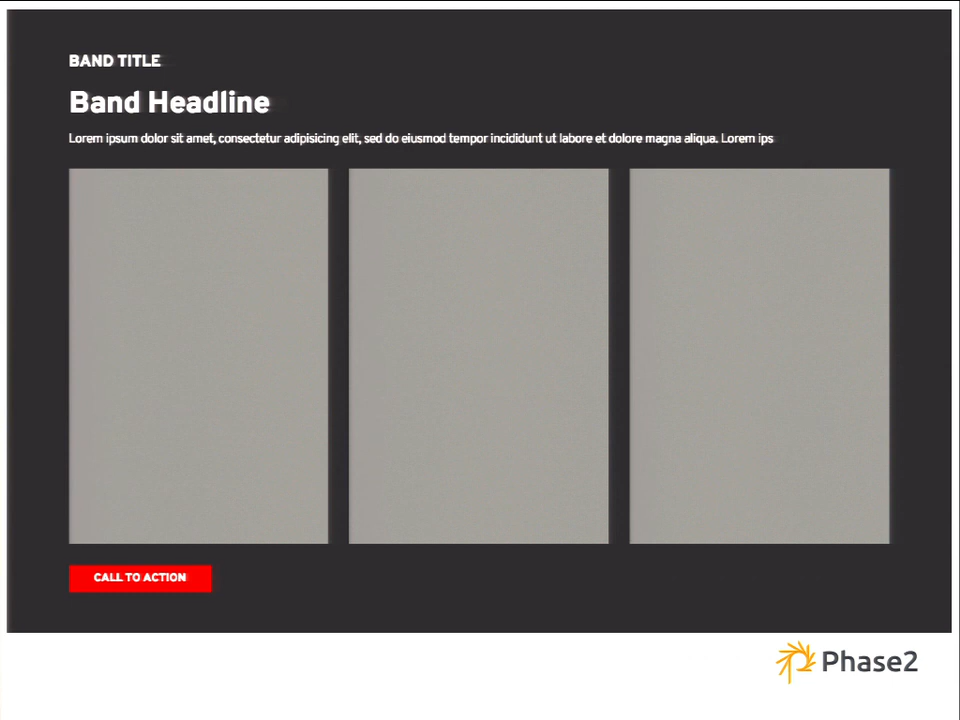 BAND TITLE
Band Headline
Lorem ipsum dolor sit amet, consectetur adipisicing elit, sed do eiusmod tempor incididunt ut labore et dolore magna aliqua. Lorem ips
CALL TO ACTION
Phase2